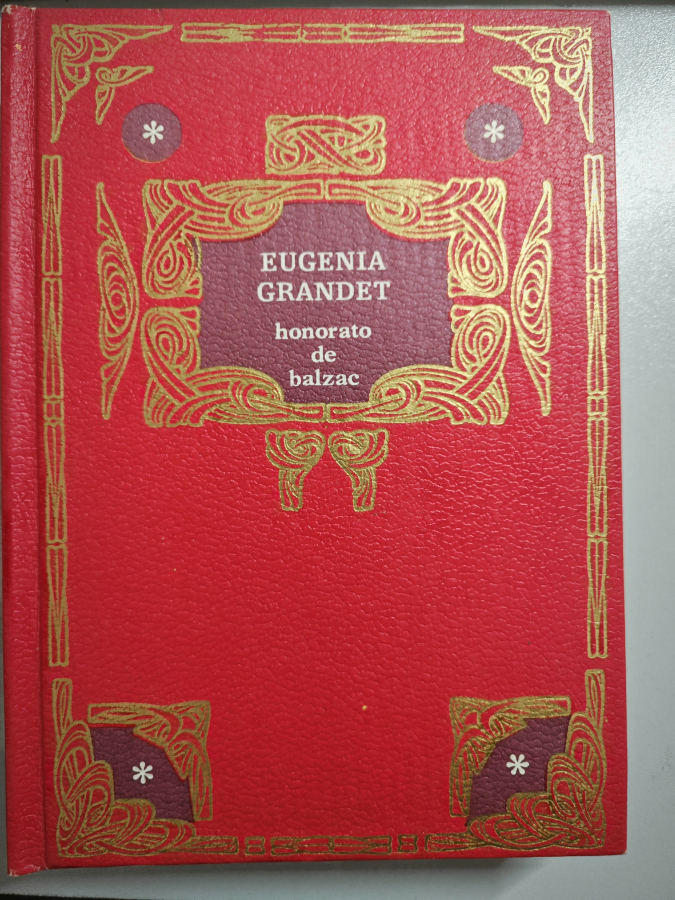 EUGENIA
GRANDET
honorato
de
balzac